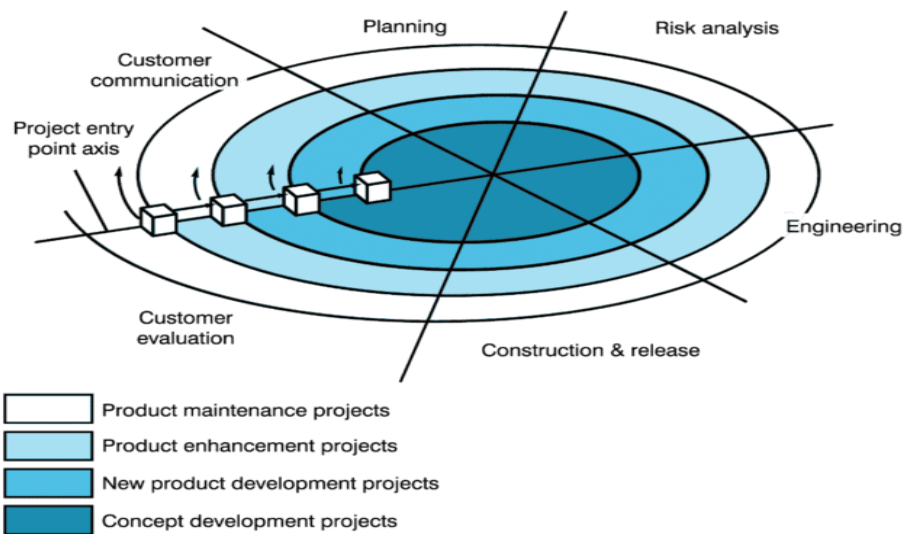 Planning
Risk analysis
Customer
communication
Project entry
point axis
Engineering
Customer
evaluation
Construction & release
Product maintenance projects
Product enhancement projects
New product development projects
Concept development projects